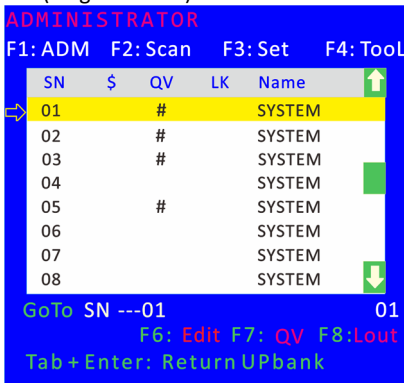 ADMINISTRATOR
F1: ADM F2: Scan F3: Set F4: TooL
SN $ QV LK Name
01 # SYSTEM
02 # SYSTEM
03 # SYSTEM
04 SYSTEM
05 # SYSTEM
06 SYSTEM
07 SYSTEM
08 SYSTEM
GoTo SN ---01 01
F6: Edit F7: QV F8:Lout
Tab+Enter: Return UPbank